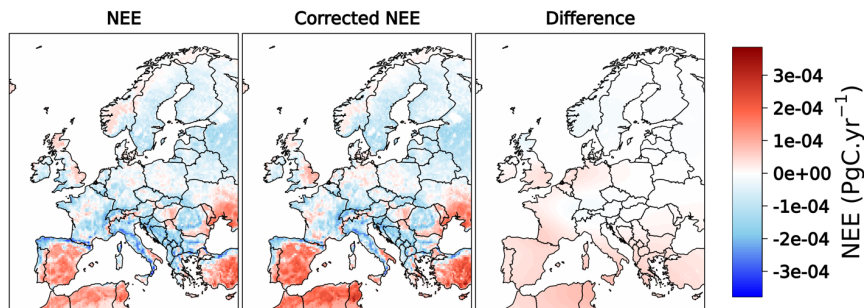 NEE
Corrected NEE
Difference
3e-04
2e-04
1e-04
0e+00
-1e-04
-2e-04
-3e-04
NEE (PgC.yr⁻¹)